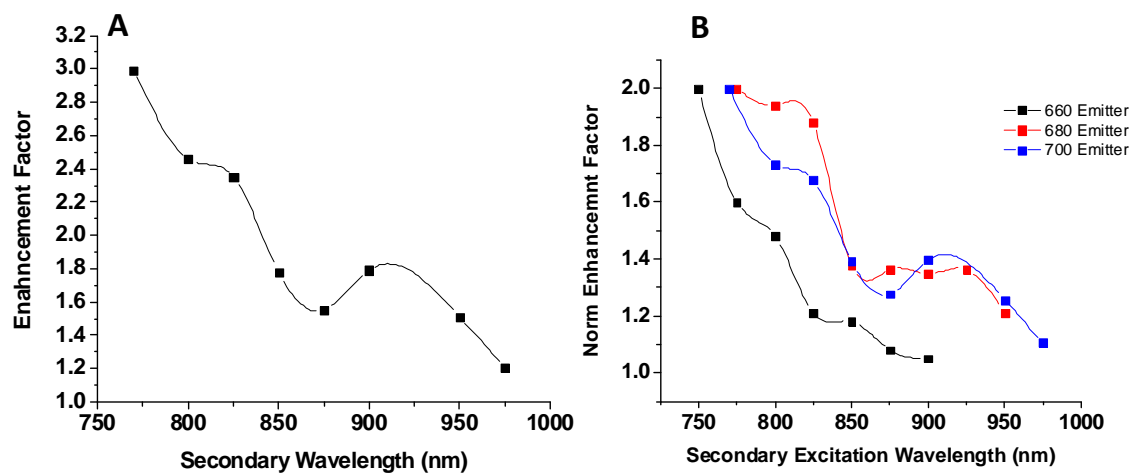 A
Enahncement Factor
3.2
3.0
2.8
2.6
2.4
2.2
2.0
1.8
1.6
1.4
1.2
1.0
750 800 850 900 950 1000
Secondary Wavelength (nm)
B
Norm Enhancemnt Factor
2.0
1.8
1.6
1.4
1.2
1.0
750 800 850 900 950 1000
Secondary Excitation Wavelength (nm)
660 Emitter
680 Emitter
700 Emitter